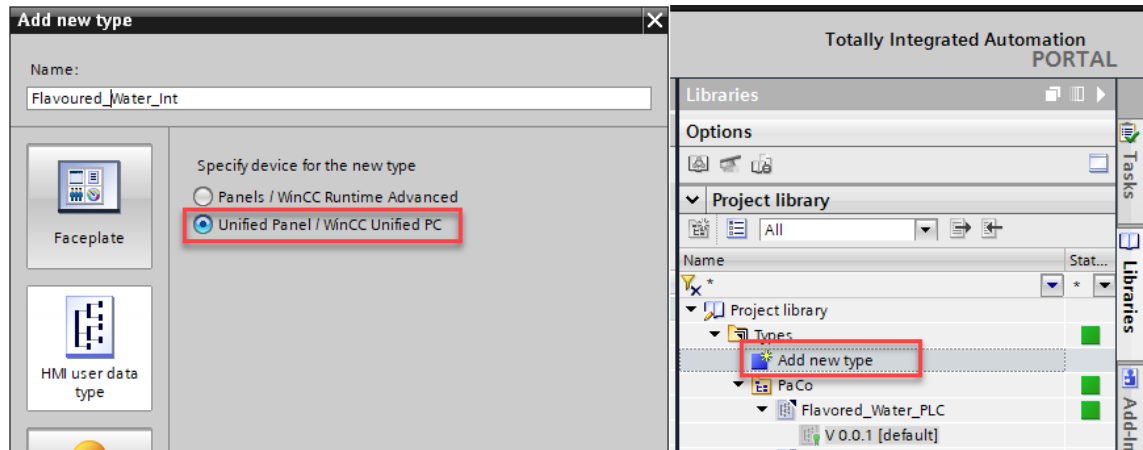 Add new type
Name:
Flavoured_Water_Int
Faceplate
HMI user data
type
Specify device for the new type
Panels / WinCC Runtime Advanced
Unified Panel / WinCC Unified PC
Totally Integrated Automation
PORTAL
Libraries
Options
Project library
All
Name
Stat...
*
*
Project library
Types
Add new type
PaCo
Flavored_Water_PLC
V 0.0.1 [default]
Tasks
Libraries
Add-In